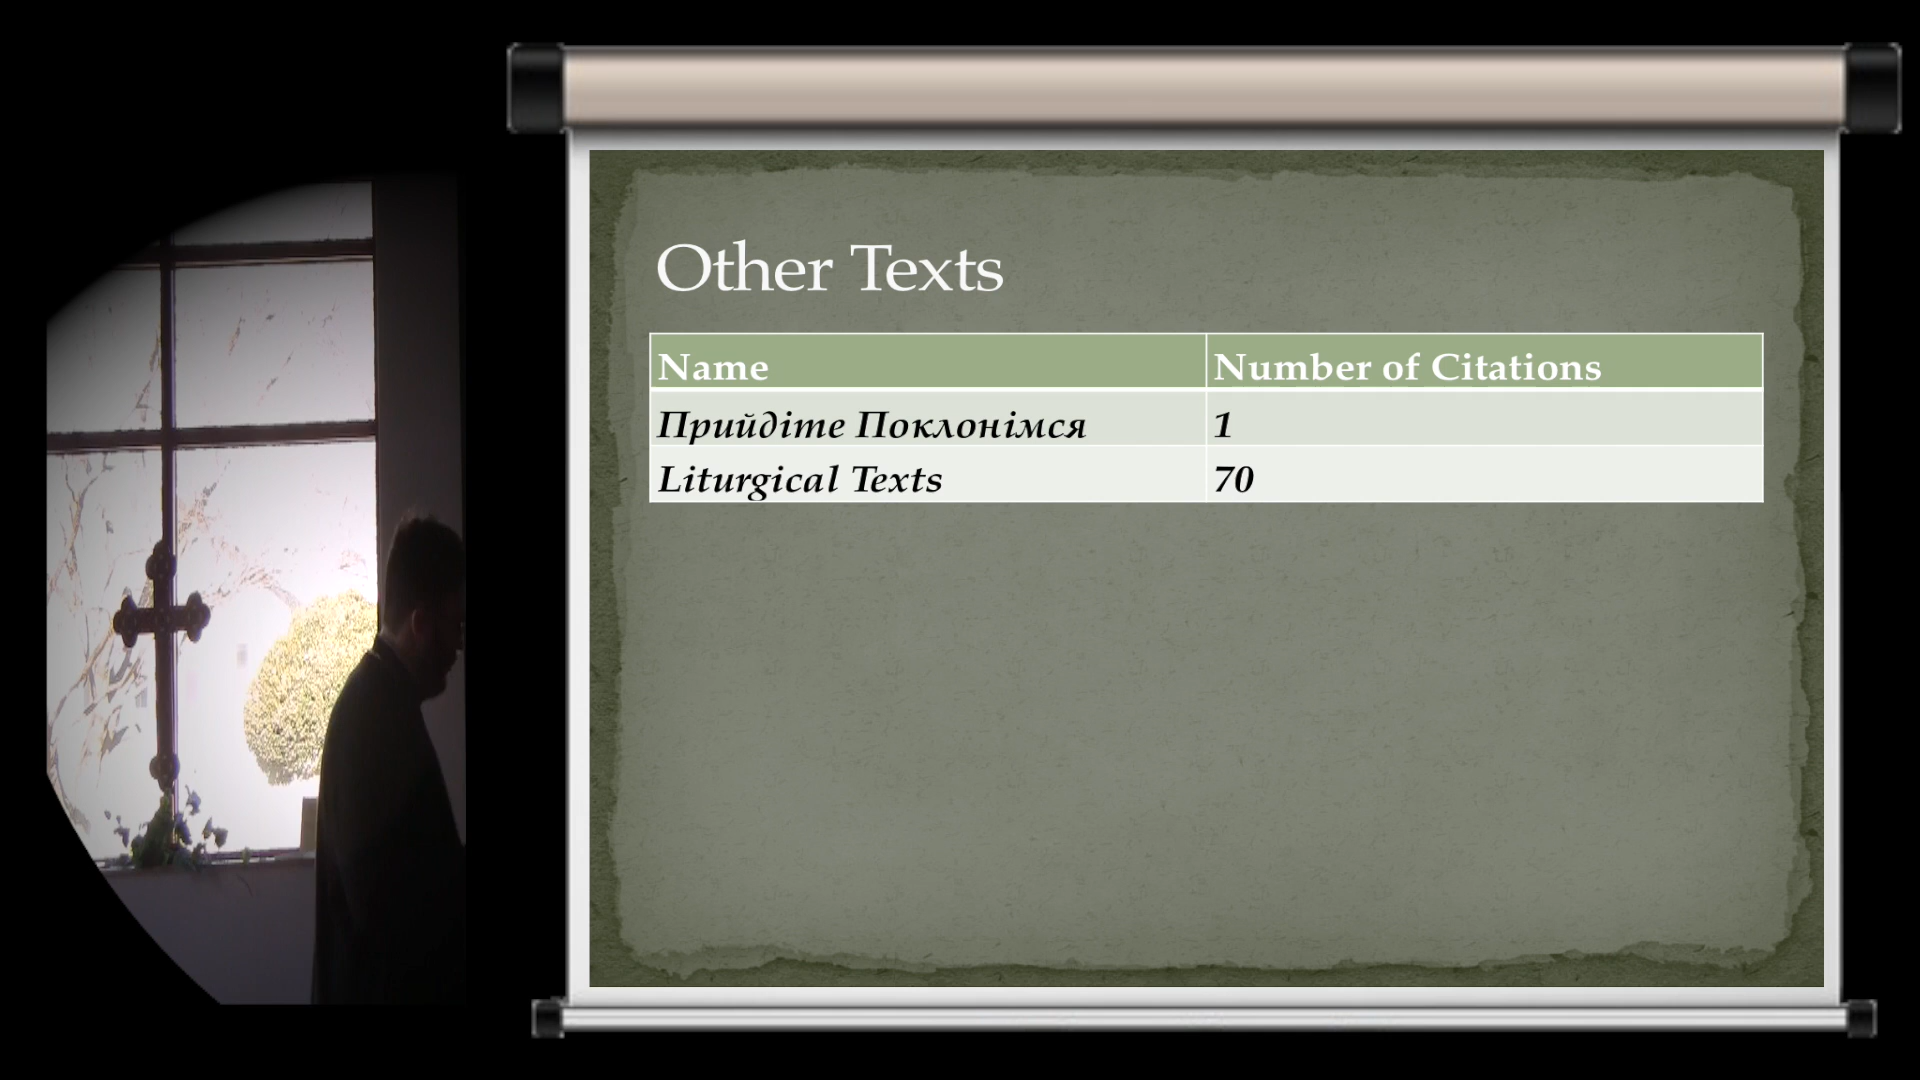 Other Texts
Name Number of Citations
Прийдіте Поклонімся 1
Liturgical Texts 70